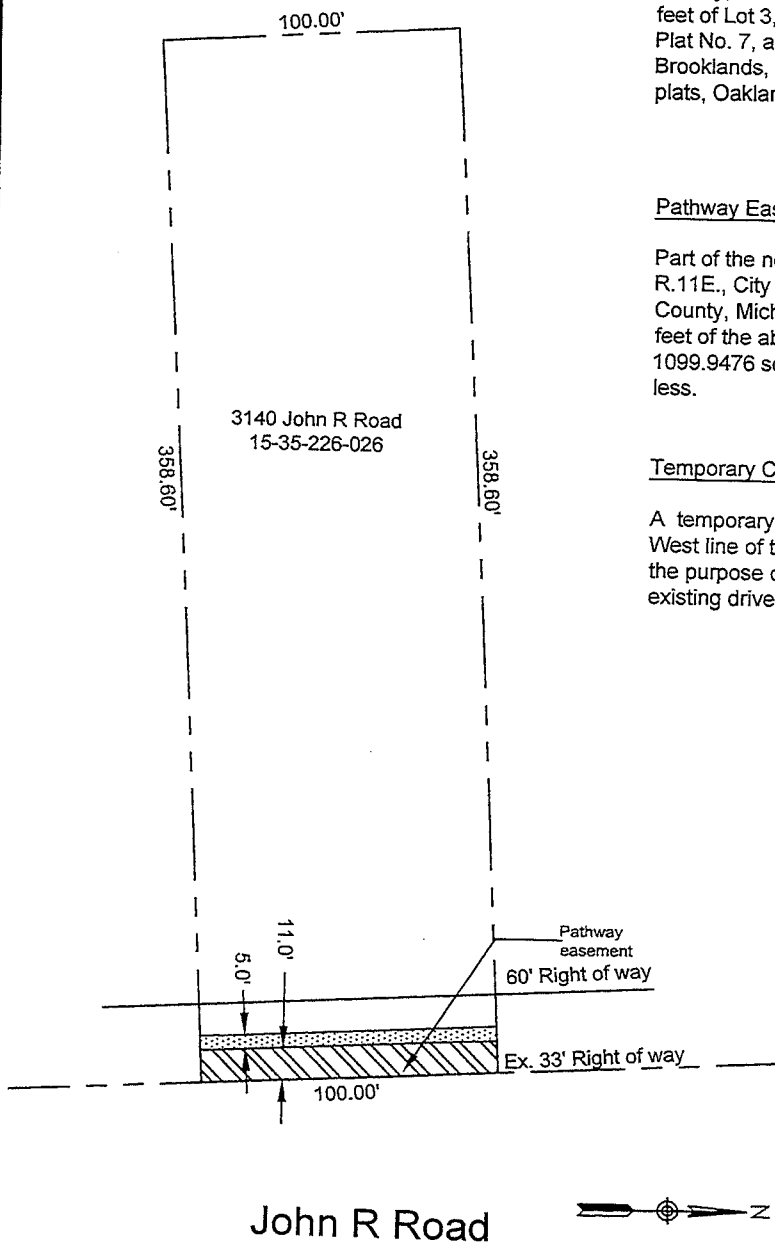 100.00'
feet of Lot 3,
Plat No. 7, a
Brooklands,
plats, Oaklan
Pathway Eas
Part of the no
R.11E., City
County, Mich
feet of the ab
1099.9476 sq
less.
3140 John R Road
15-35-226-026
358.60'
358.60'
Temporary C
A temporary
West line of t
the purpose o
existing drive
Pathway
easement
60' Right of way
11.0'
5.0'
Ex. 33' Right of way
100.00'
John R Road
N